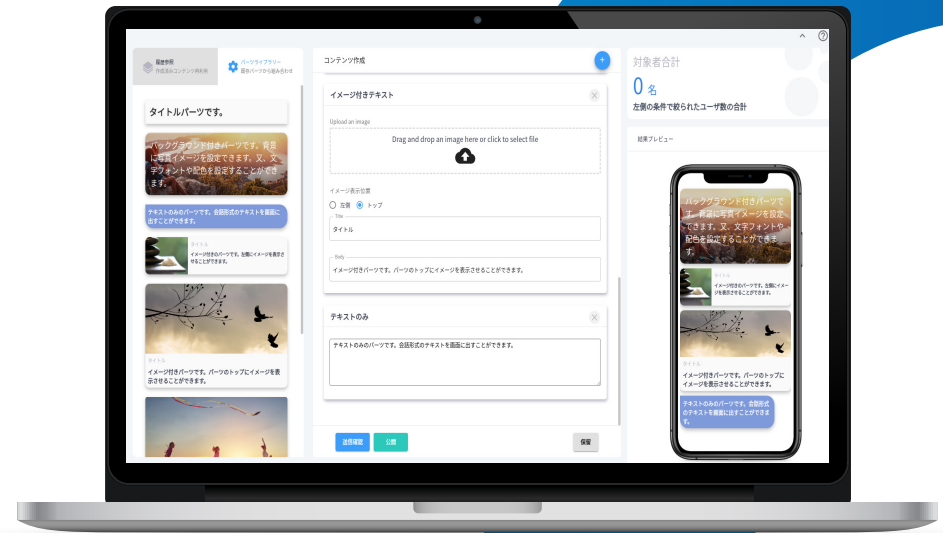 履歴参照
作成済みコンテンツ再利用
パーツライブラリー
既存パーツから組み合わせ
タイトルパーツです。
バックグラウンド付きパーツです。背景
に写真イメージを設定できます。又、文
字フォントや配色を設定することができ
ます。
テキストのみのパーツです。会話形式のテキストを画面に
出すことができます。
タイトル
イメージ付きのパーツです。左側にイメージを表示さ
せることができます。
タイトル
イメージ付きパーツです。パーツのトップにイメージを表
示させることができます。
コンテンツ作成
+
イメージ付きテキスト
Upload an image
Drag and drop an image here or click to select file
イメージ表示位置
左側
トップ
Title
タイトル
Body
イメージ付きパーツです。パーツのトップにイメージを表示させることができます。
テキストのみ
テキストのみのパーツです。会話形式のテキストを画面に出すことができます。
送信確認
公開
保留
対象者合計
0 名
左側の条件で絞られたユーザ数の合計
結果プレビュー
バックグラウンド付きパーツで
す。背景に写真イメージを設定
できます。又、文字フォントや
配色を設定することができま
す。
タイトル
イメージ付きのパーツです。左側にイメー
ジを表示させることができます。
タイトル
イメージ付きパーツです。パーツのトップに
イメージを表示させることができます。
テキストのみのパーツです。会話形式
のテキストを画面に出すことができま
す。